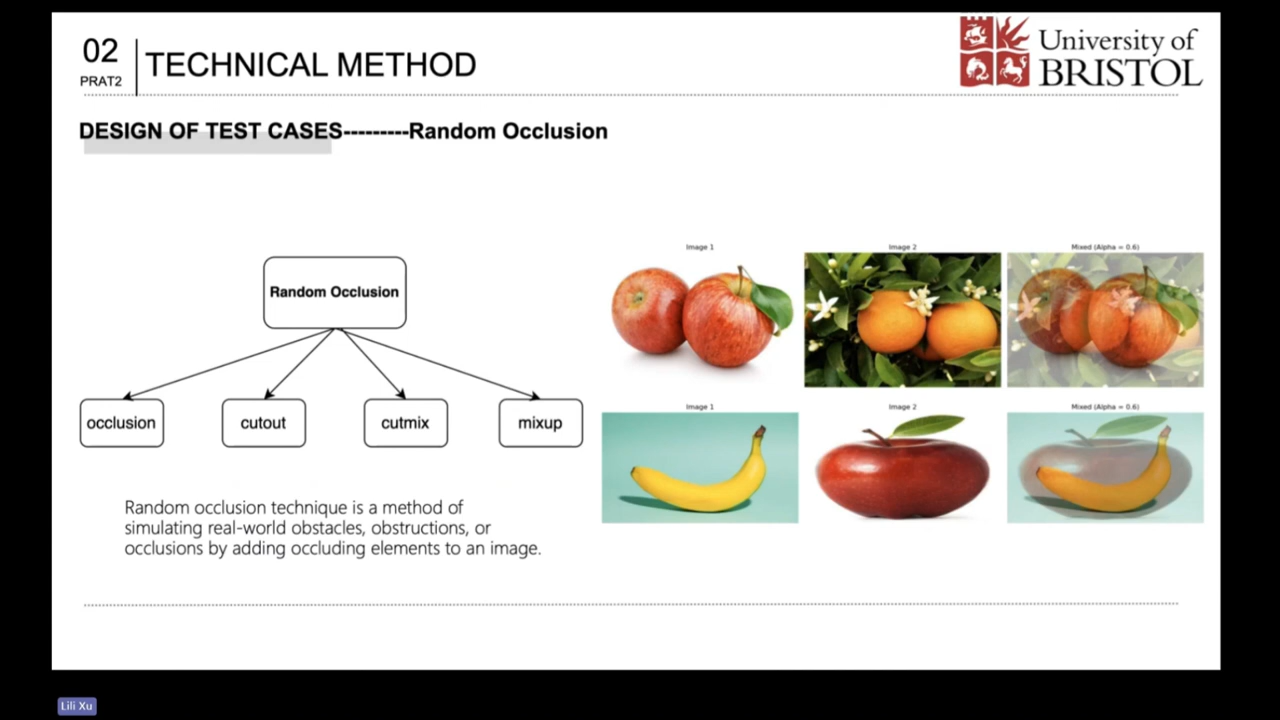 02
PRAT2
TECHNICAL METHOD
University of
BRISTOL
DESIGN OF TEST CASES---------Random Occlusion
Random Occlusion
occlusion
cutout
cutmix
mixup
Random occlusion technique is a method of
simulating real-world obstacles, obstructions, or
occlusions by adding occluding elements to an image.
Image 1
Image 2
Mixed (Alpha = 0.6)
Image 1
Image 2
Mixed (Alpha = 0.6)
Lili Xu